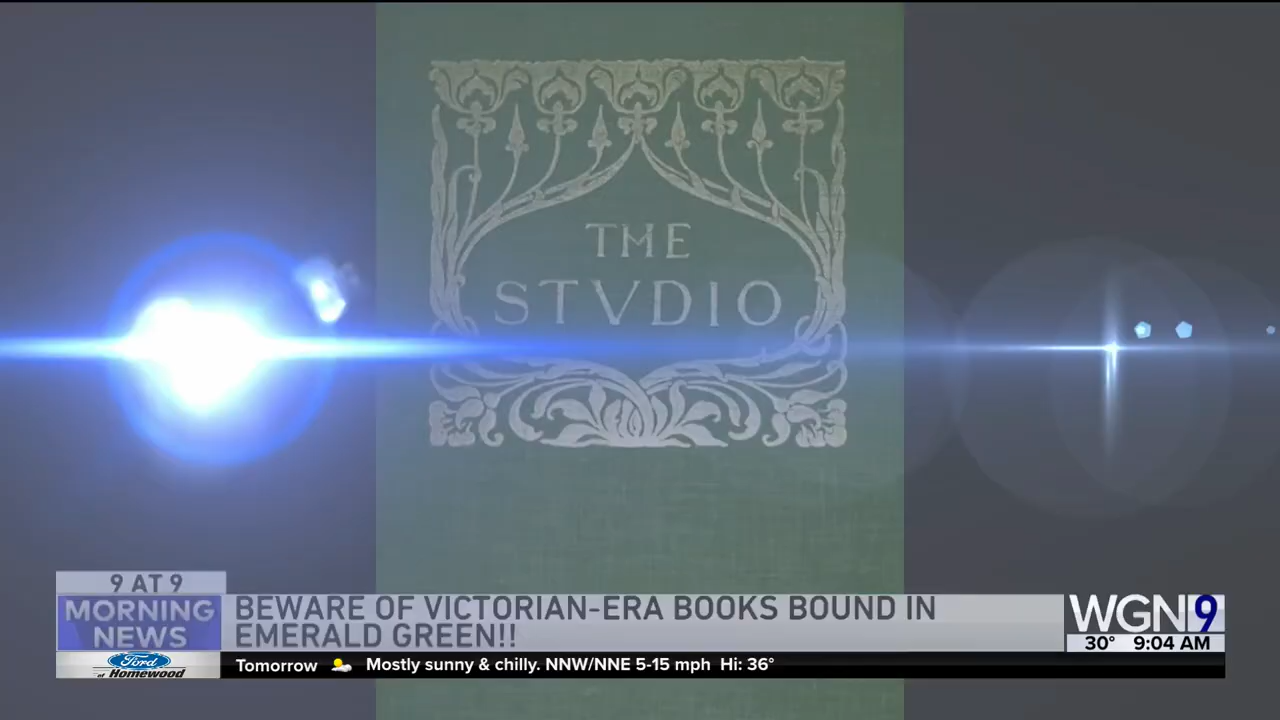 THE
STVDIO
9 AT 9
MORNING
NEWS
BEWARE OF VICTORIAN-ERA BOOKS BOUND IN
EMERALD GREEN!!
WGN9
30° 9:04 AM
Ford
of Homewood
Tomorrow Mostly sunny & chilly. NNW/NNE 5-15 mph Hi: 36°